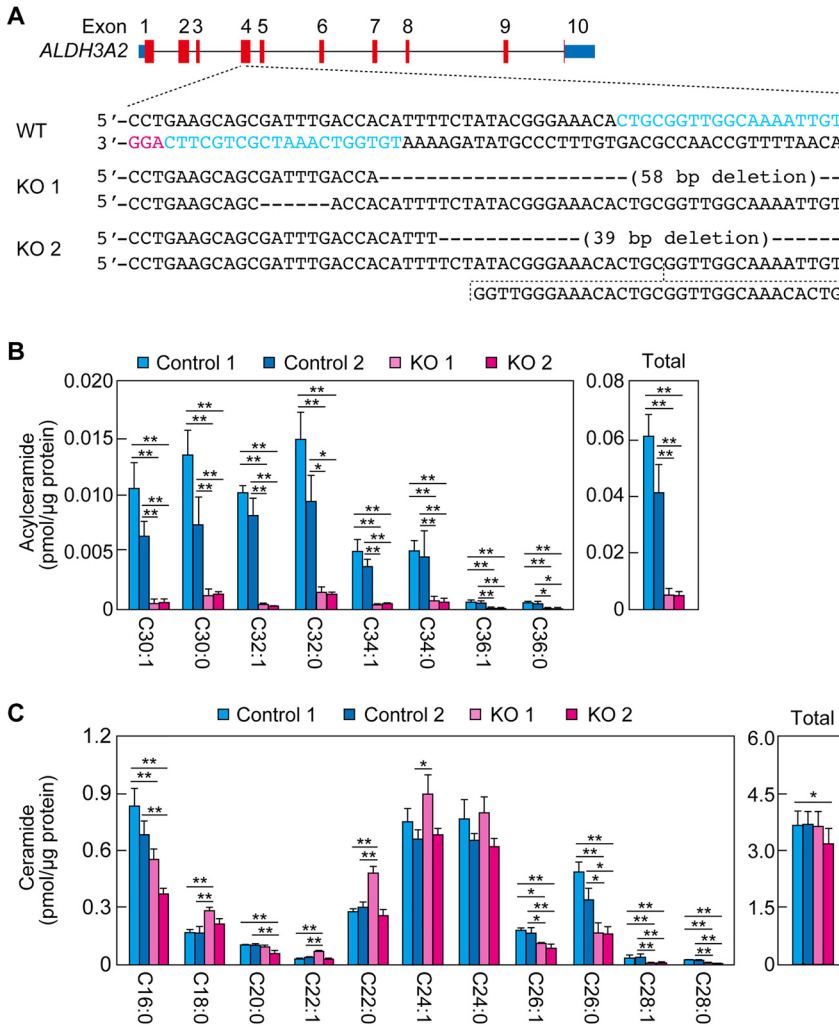 A
Exon 1 2 3 4 5 6 7 8 9 10
ALDH3A2
WT
5′-CCTGAAGCAGCGATTTGACCACATTTTCTATACGGGAAACACTGCGGTTGGCAAAATTGT
3′-GGACTTCGTCGCTAAACTGGTGTAAAAGATATGCCCTTTGTGACGCCAACCGTTTTAACA
KO 1
5′-CCTGAAGCAGCGATTTGACCA---------------------(58 bp deletion)--
5′-CCTGAAGCAGC------ACCACATTTTCTATACGGGAAACACTGCGGTTGGCAAAATTGT
KO 2
5′-CCTGAAGCAGCGATTTGACCACATTT------------(39 bp deletion)------
5′-CCTGAAGCAGCGATTTGACCACATTTTCTATACGGGAAACACTGCGGTTGGCAAAATTGT
GGTTGGGAAACACTGCGGTTGGCAAACACTG
B
Control 1 Control 2 KO 1 KO 2 Total
Acylceramide
(pmol/µg protein)
0.020
0.015
0.010
0.005
0
** ** ** ** ** ** ** ** ** ** ** ** ** ** * * ** ** ** ** ** ** ** ** ** ** ** ** ** ** * *
C30:1 C30:0 C32:1 C32:0 C34:1 C34:0 C36:1 C36:0
0.08
0.06
0.04
0.02
0
** ** ** **
C
Control 1 Control 2 KO 1 KO 2 Total
Ceramide
(pmol/µg protein)
1.2
0.9
0.6
0.3
0
** ** ** ** ** ** ** ** ** ** ** * ** * ** * ** ** * * ** ** ** ** ** ** ** **
C16:0 C18:0 C20:0 C22:1 C22:0 C24:1 C24:0 C26:1 C26:0 C28:1 C28:0
6.0
4.5
3.0
1.5
0
*